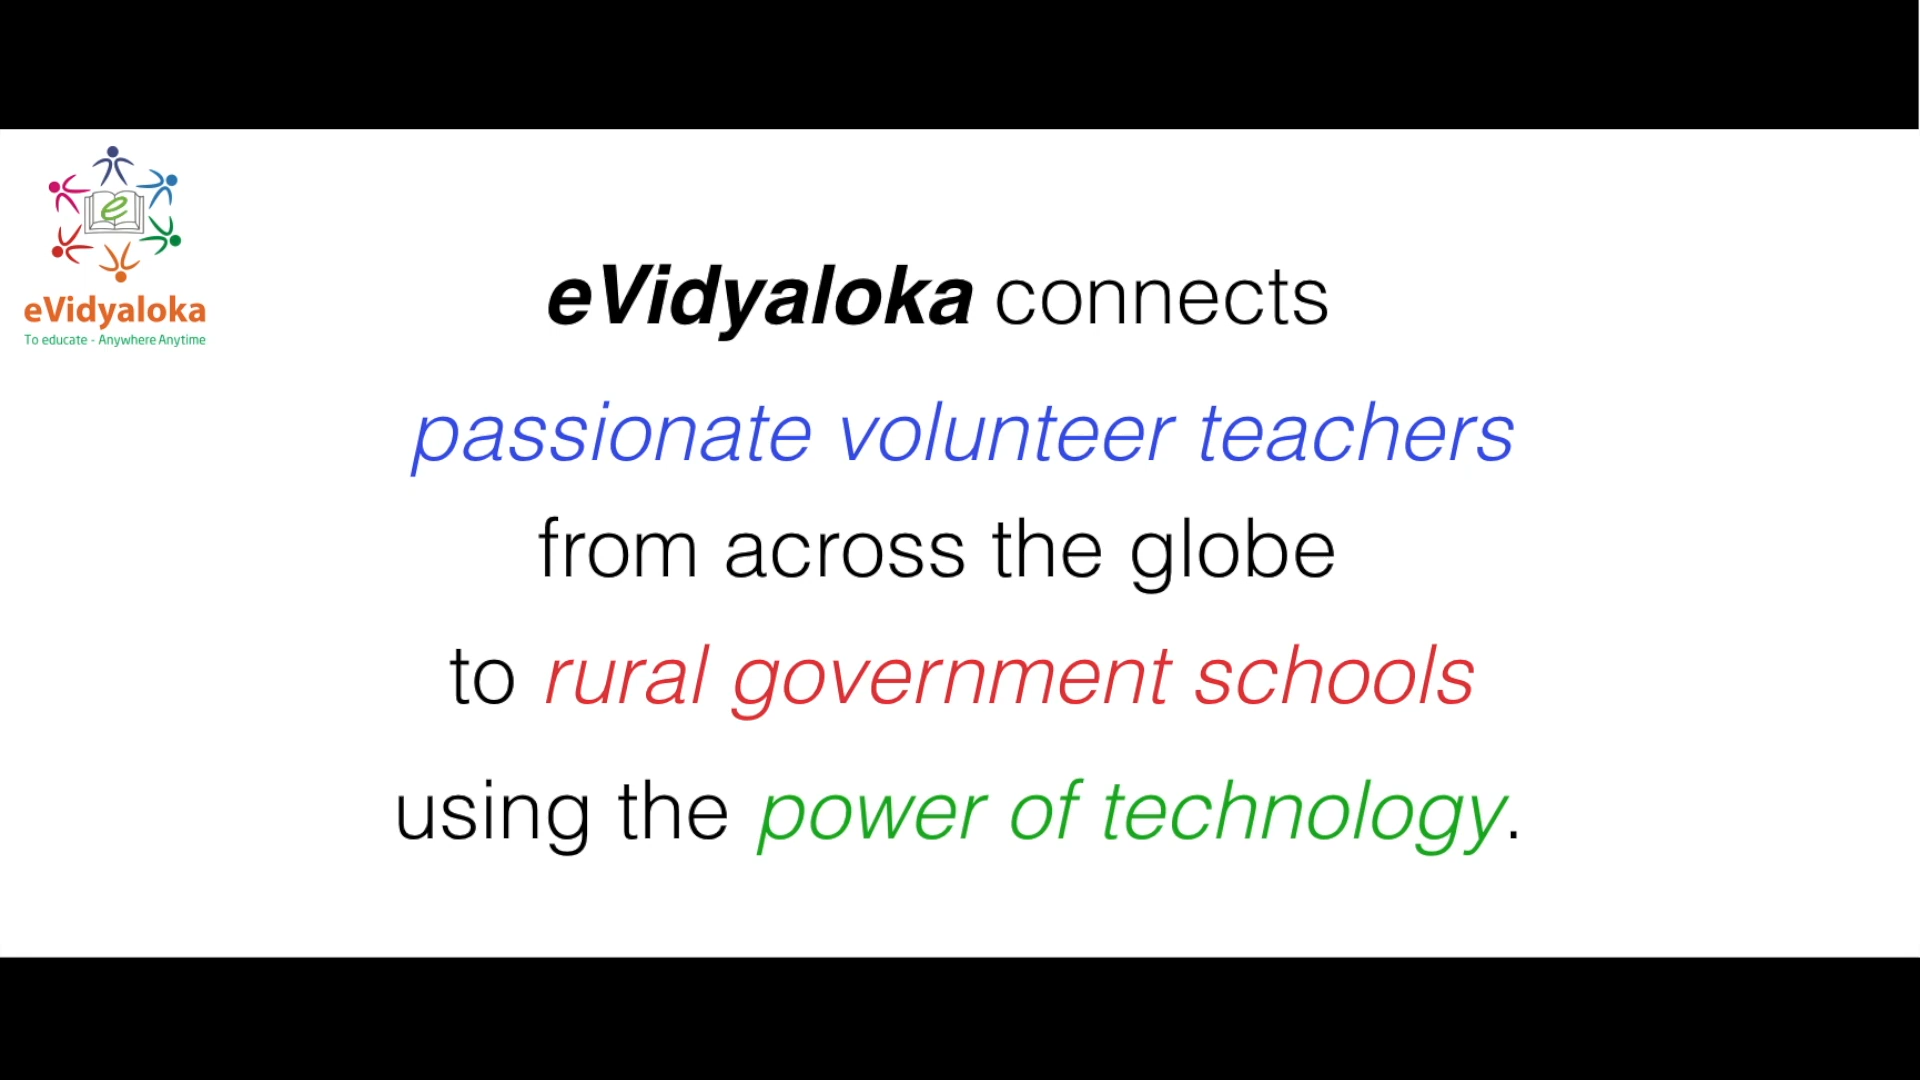 e
eVidyaloka
To educate - Anywhere Anytime
eVidyaloka connects
passionate volunteer teachers
from across the globe
to rural government schools
using the power of technology.